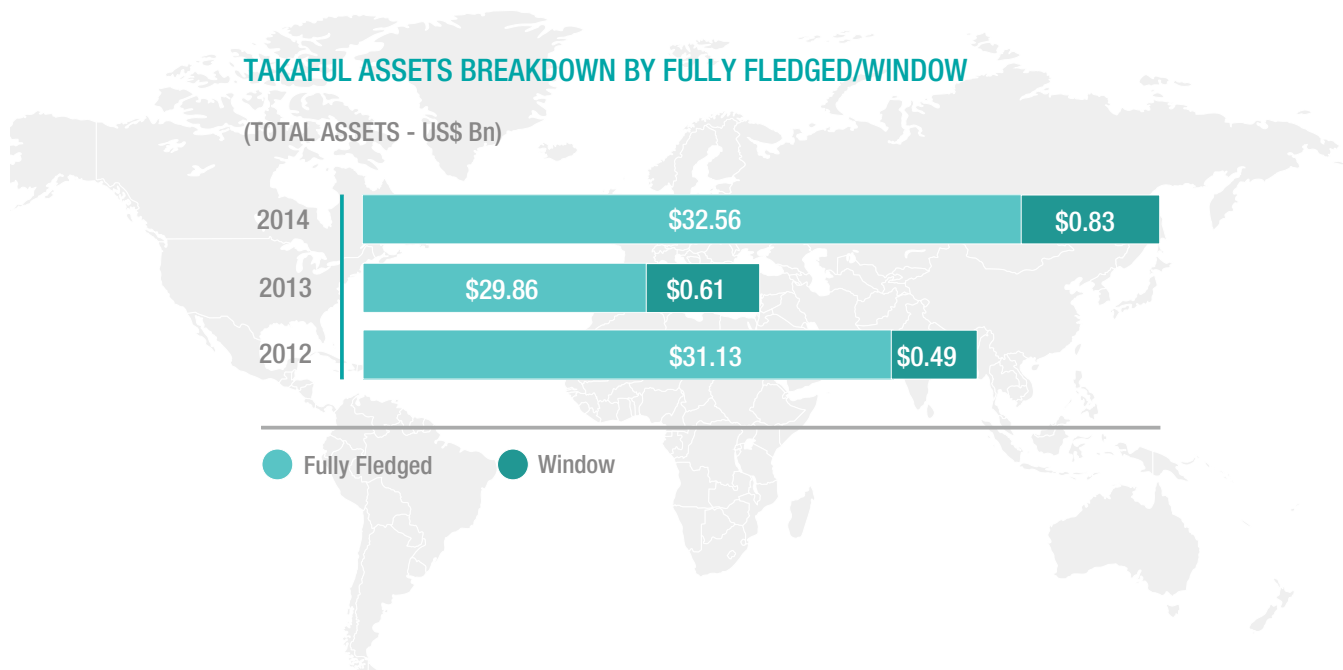 TAKAFUL ASSETS BREAKDOWN BY FULLY FLEDGED/WINDOW
(TOTAL ASSETS - US$ Bn)
2014 $32.56 $0.83
2013 $29.86 $0.61
2012 $31.13 $0.49
Fully Fledged Window